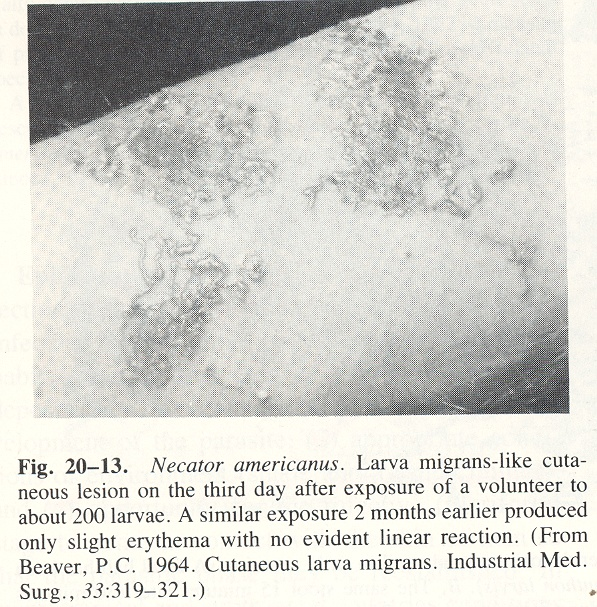 Fig. 20–13. Necator americanus. Larva migrans-like cuta-
neous lesion on the third day after exposure of a volunteer to
about 200 larvae. A similar exposure 2 months earlier produced
only slight erythema with no evident linear reaction. (From
Beaver, P.C. 1964. Cutaneous larva migrans. Industrial Med.
Surg., 33:319–321.)